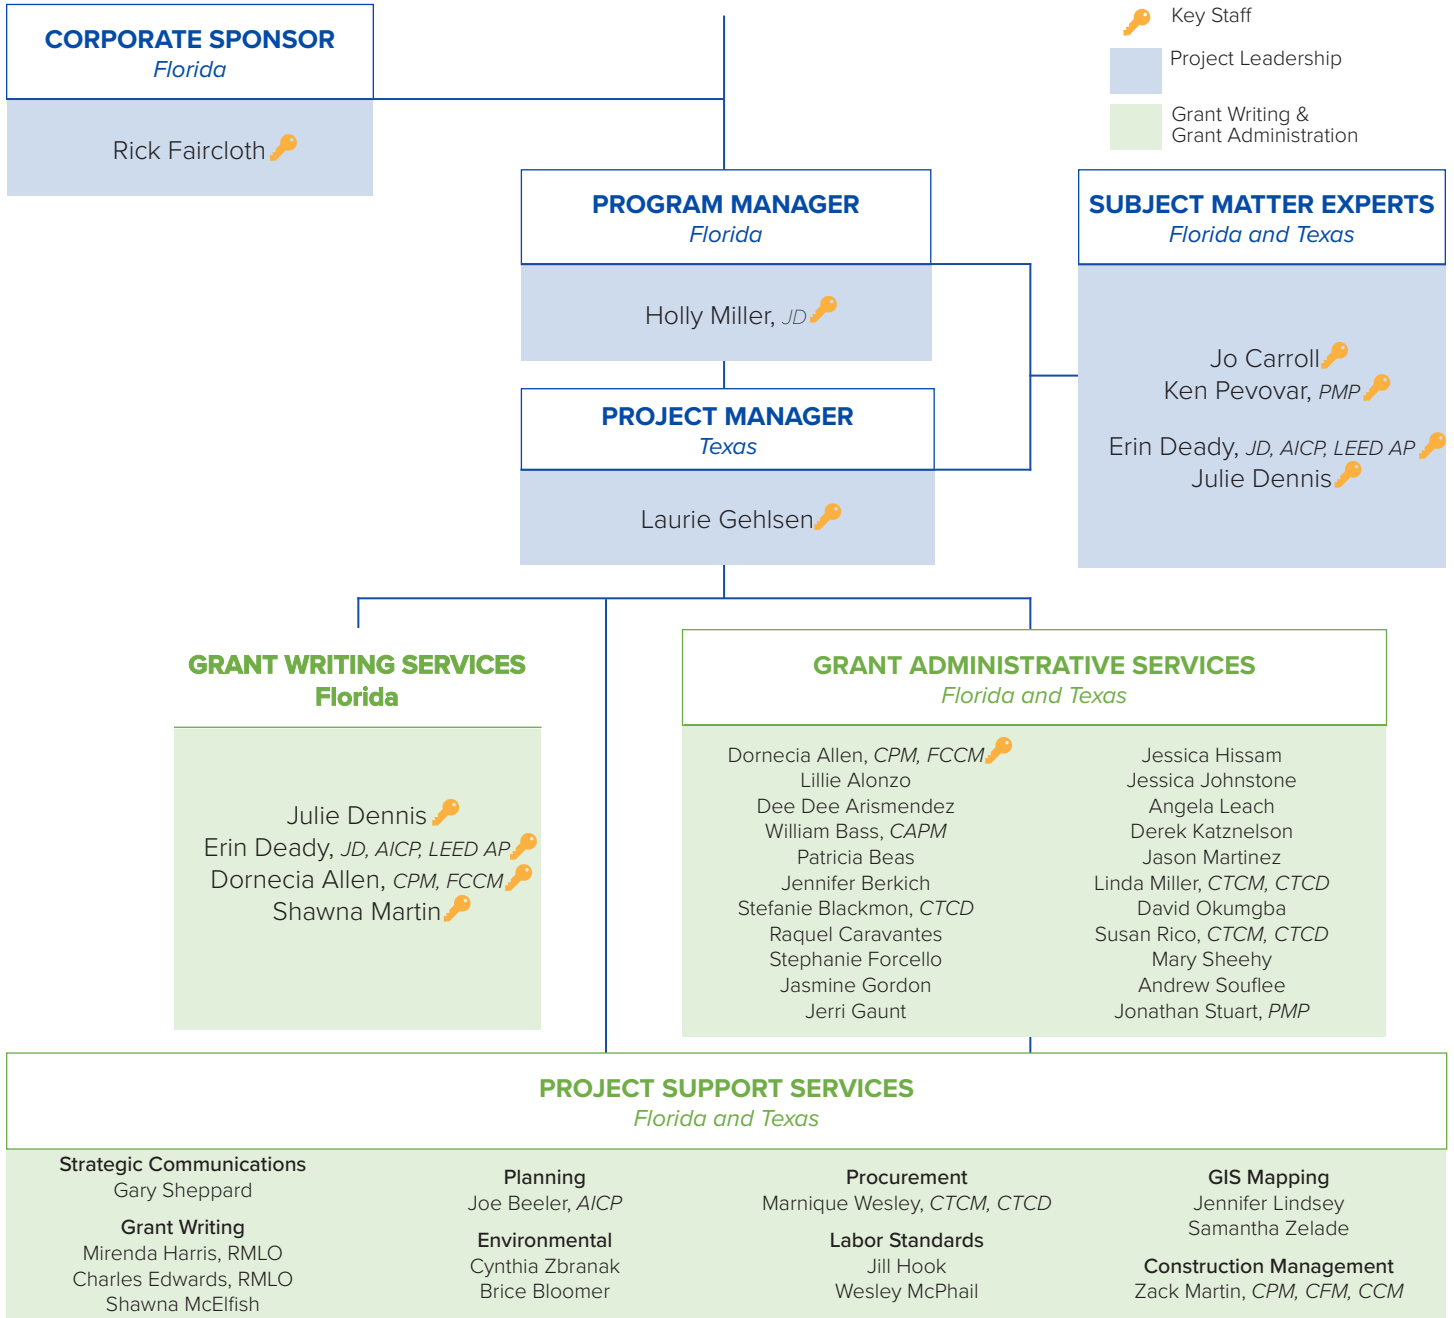 CORPORATE SPONSOR
Florida
Rick Faircloth
Key Staff
Project Leadership
Grant Writing &
Grant Administration
PROGRAM MANAGER
Florida
Holly Miller, JD
SUBJECT MATTER EXPERTS
Florida and Texas
Jo Carroll
Ken Pevovar, PMP
Erin Deady, JD, AICP, LEED AP
Julie Dennis
PROJECT MANAGER
Texas
Laurie Gehlsen
GRANT WRITING SERVICES
Florida
Julie Dennis
Erin Deady, JD, AICP, LEED AP
Dornecia Allen, CPM, FCCM
Shawna Martin
GRANT ADMINISTRATIVE SERVICES
Florida and Texas
Dornecia Allen, CPM, FCCM
Lillie Alonzo
Dee Dee Arismendez
William Bass, CAPM
Patricia Beas
Jennifer Berkich
Stefanie Blackmon, CTCD
Raquel Caravantes
Stephanie Forcello
Jasmine Gordon
Jerri Gaunt
Jessica Hissam
Jessica Johnstone
Angela Leach
Derek Katznelson
Jason Martinez
Linda Miller, CTCM, CTCD
David Okumgba
Susan Rico, CTCM, CTCD
Mary Sheehy
Andrew Souflee
Jonathan Stuart, PMP
PROJECT SUPPORT SERVICES
Florida and Texas
Strategic Communications
Gary Sheppard
Grant Writing
Mirenda Harris, RMLO
Charles Edwards, RMLO
Shawna McElfish
Planning
Joe Beeler, AICP
Environmental
Cynthia Zbranak
Brice Bloomer
Procurement
Marnique Wesley, CTCM, CTCD
Labor Standards
Jill Hook
Wesley McPhail
GIS Mapping
Jennifer Lindsey
Samantha Zelade
Construction Management
Zack Martin, CPM, CFM, CCM